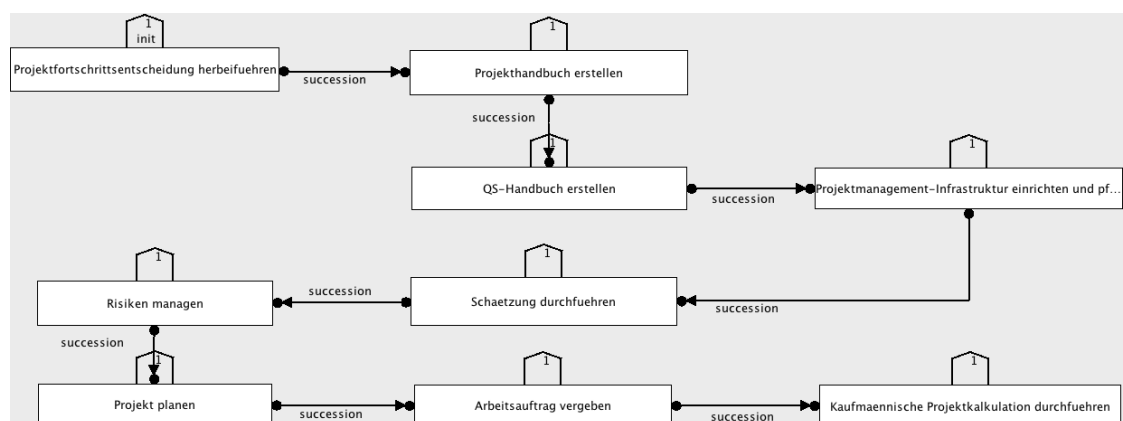 1
init
Projektfortschrittsentscheidung herbeifuehren
succession
1
Projekthandbuch erstellen
succession
1
QS-Handbuch erstellen
succession
1
Projektmanagement-Infrastruktur einrichten und pf...
succession
1
Schaetzung durchfuehren
succession
1
Risiken managen
succession
1
Projekt planen
succession
1
Arbeitsauftrag vergeben
succession
1
Kaufmaennische Projektkalkulation durchfuehren